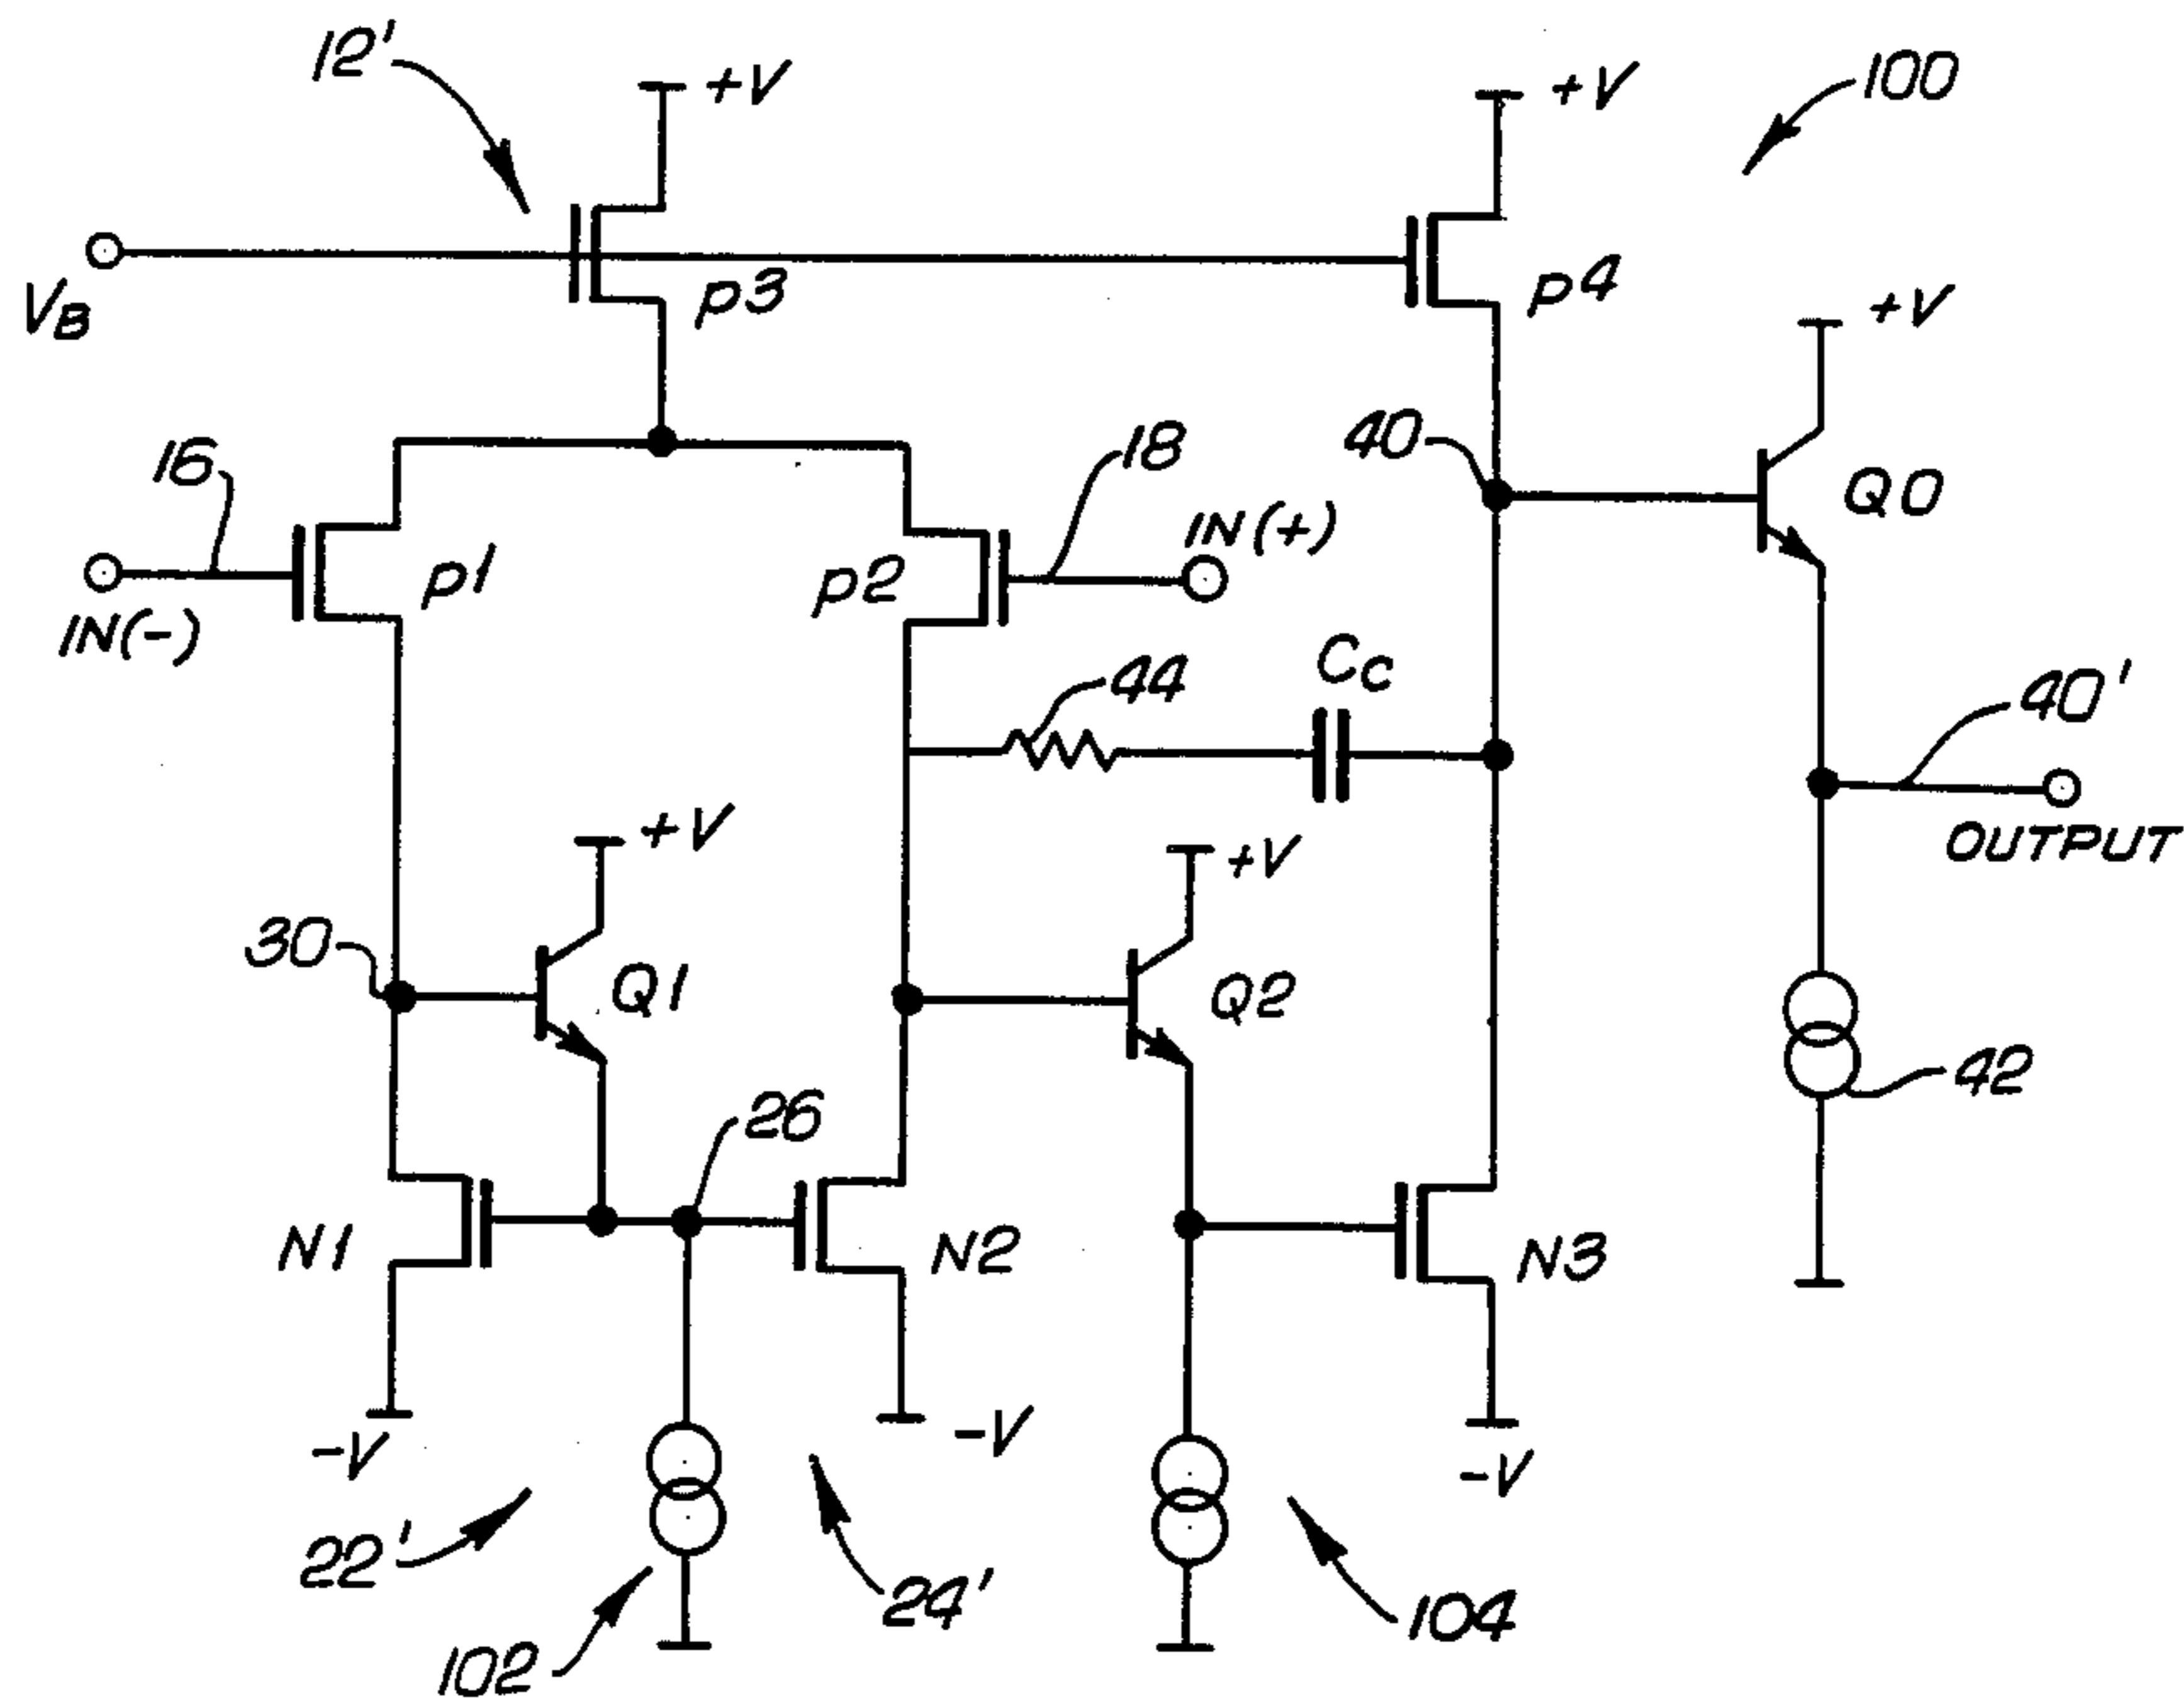 12'
+V
+V
100
VB
p3
p4
+V
16
18
40
IN(+)
Q0
p1
p2
IN(-)
44
Cc
40'
+V
+V
OUTPUT
30
Q1
Q2
26
42
N1
N2
N3
-V
-V
-V
22'
24'
104
102